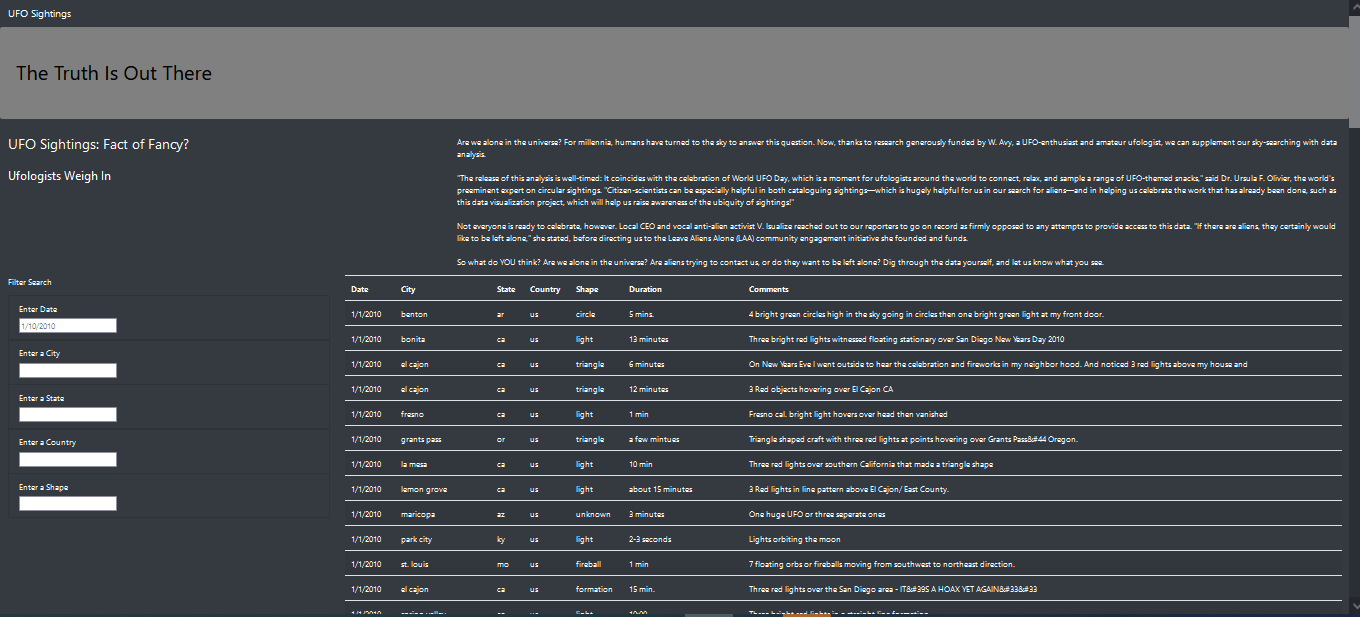 UFO Sightings
The Truth Is Out There
UFO Sightings: Fact of Fancy?
Ufologists Weigh In
Are we alone in the universe? For millennia, humans have turned to the sky to answer this question. Now, thanks to research generously funded by W. Avy, a UFO-enthusiast and amateur ufologist, we can supplement our sky-searching with data
analysis.
"The release of this analysis is well-timed: It coincides with the celebration of World UFO Day, which is a moment for ufologists around the world to connect, relax, and sample a range of UFO-themed snacks," said Dr. Ursula F. Olivier, the world's
preeminent expert on circular sightings. "Citizen-scientists can be especially helpful in both cataloguing sightings—which is hugely helpful for us in our search for aliens—and in helping us celebrate the work that has already been done, such as
this data visualization project, which will help us raise awareness of the ubiquity of sightings!"
Not everyone is ready to celebrate, however. Local CEO and vocal anti-alien activist V. Isualize reached out to our reporters to go on record as firmly opposed to any attempts to provide access to this data. "If there are aliens, they certainly would
like to be left alone," she stated, before directing us to the Leave Aliens Alone (LAA) community engagement initiative she founded and funds.
So what do YOU think? Are we alone in the universe? Are aliens trying to contact us, or do they want to be left alone? Dig through the data yourself, and let us know what you see.
Filter Search
Enter Date
1/10/2010
Enter a City
Enter a State
Enter a Country
Enter a Shape
Date City State Country Shape Duration Comments
1/1/2010 benton ar us circle 5 mins. 4 bright green circles high in the sky going in circles then one bright green light at my front door.
1/1/2010 bonita ca us light 13 minutes Three bright red lights witnessed floating stationary over San Diego New Years Day 2010
1/1/2010 el cajon ca us triangle 6 minutes On New Years Eve I went outside to hear the celebration and fireworks in my neighbor hood. And noticed 3 red lights above my house and
1/1/2010 el cajon ca us triangle 12 minutes 3 Red objects hovering over El Cajon CA
1/1/2010 fresno ca us light 1 min Fresno cal. bright light hovers over head then vanished
1/1/2010 grants pass or us triangle a few mintues Triangle shaped craft with three red lights at points hovering over Grants Pass&#44 Oregon.
1/1/2010 la mesa ca us light 10 min Three red lights over southern California that made a triangle shape
1/1/2010 lemon grove ca us light about 15 minutes 3 Red lights in line pattern above El Cajon/ East County.
1/1/2010 maricopa az us unknown 3 minutes One huge UFO or three seperate ones
1/1/2010 park city ky us light 2-3 seconds Lights orbiting the moon
1/1/2010 st. louis mo us fireball 1 min 7 floating orbs or fireballs moving from southwest to northeast direction.
1/1/2010 el cajon ca us formation 15 min. Three red lights over the San Diego area - IT&#39S A HOAX YET AGAIN&#33&#33
1/1/2010 spring valley ca us light 10:00 Three bright red lights in a straight line formation